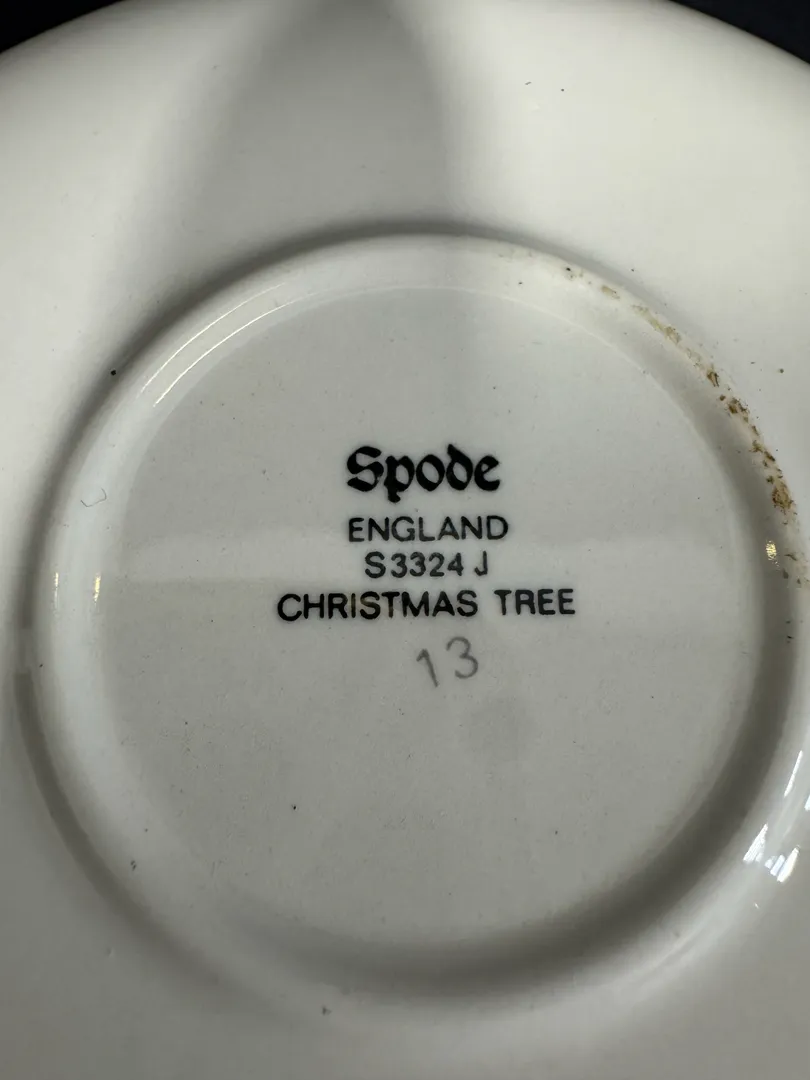 Spode
ENGLAND
S3324 J
CHRISTMAS TREE
13